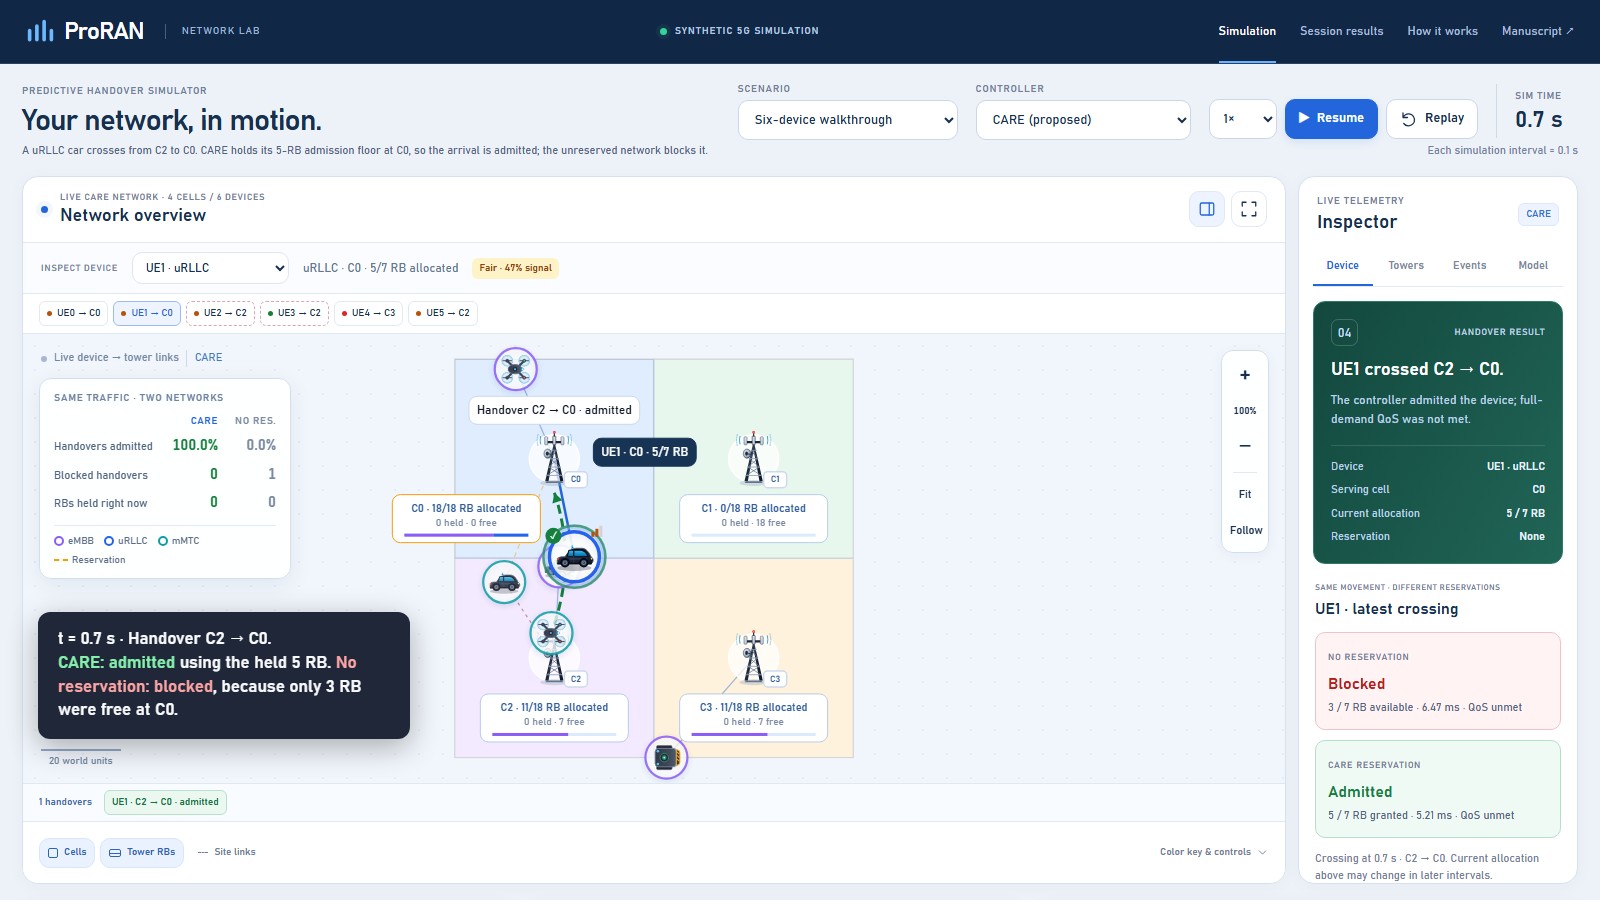 ProRAN
NETWORK LAB
SYNTHETIC 5G SIMULATION
Simulation
Session results
How it works
Manuscript ↗
PREDICTIVE HANDOVER SIMULATOR
Your network, in motion.
A uRLLC car crosses from C2 to C0. CARE holds its 5-RB admission floor at C0, so the arrival is admitted; the unreserved network blocks it.
SCENARIO
Six-device walkthrough
CONTROLLER
CARE (proposed)
1×
Resume
Replay
SIM TIME
0.7 s
Each simulation interval = 0.1 s
LIVE CARE NETWORK · 4 CELLS / 6 DEVICES
Network overview
INSPECT DEVICE
UE1 · uRLLC
uRLLC · C0 · 5/7 RB allocated
Fair · 47% signal
UE0 → C0
UE1 → C0
UE2 → C2
UE3 → C2
UE4 → C3
UE5 → C2
Live device → tower links
CARE
SAME TRAFFIC · TWO NETWORKS
CARE NO RES.
Handovers admitted 100.0% 0.0%
Blocked handovers 0 1
RBs held right now 0 0
eMBB uRLLC mMTC
Reservation
Handover C2 → C0 · admitted
UE1 · C0 · 5/7 RB
C0
C1
C0 · 18/18 RB allocated
0 held · 0 free
C1 · 0/18 RB allocated
0 held · 18 free
C2
C3
C2 · 11/18 RB allocated
0 held · 7 free
C3 · 11/18 RB allocated
0 held · 7 free
+
100%
−
Fit
Follow
t = 0.7 s · Handover C2 → C0.
CARE: admitted using the held 5 RB. No
reservation: blocked, because only 3 RB
were free at C0.
20 world units
1 handovers
UE1 · C2 → C0 · admitted
Cells
Tower RBs
Site links
Color key & controls
LIVE TELEMETRY
Inspector
CARE
Device
Towers
Events
Model
04
HANDOVER RESULT
UE1 crossed C2 → C0.
The controller admitted the device; full-
demand QoS was not met.
Device UE1 · uRLLC
Serving cell C0
Current allocation 5 / 7 RB
Reservation None
SAME MOVEMENT · DIFFERENT RESERVATIONS
UE1 · latest crossing
NO RESERVATION
Blocked
3 / 7 RB available · 6.47 ms · QoS unmet
CARE RESERVATION
Admitted
5 / 7 RB granted · 5.21 ms · QoS unmet
Crossing at 0.7 s · C2 → C0. Current allocation
above may change in later intervals.